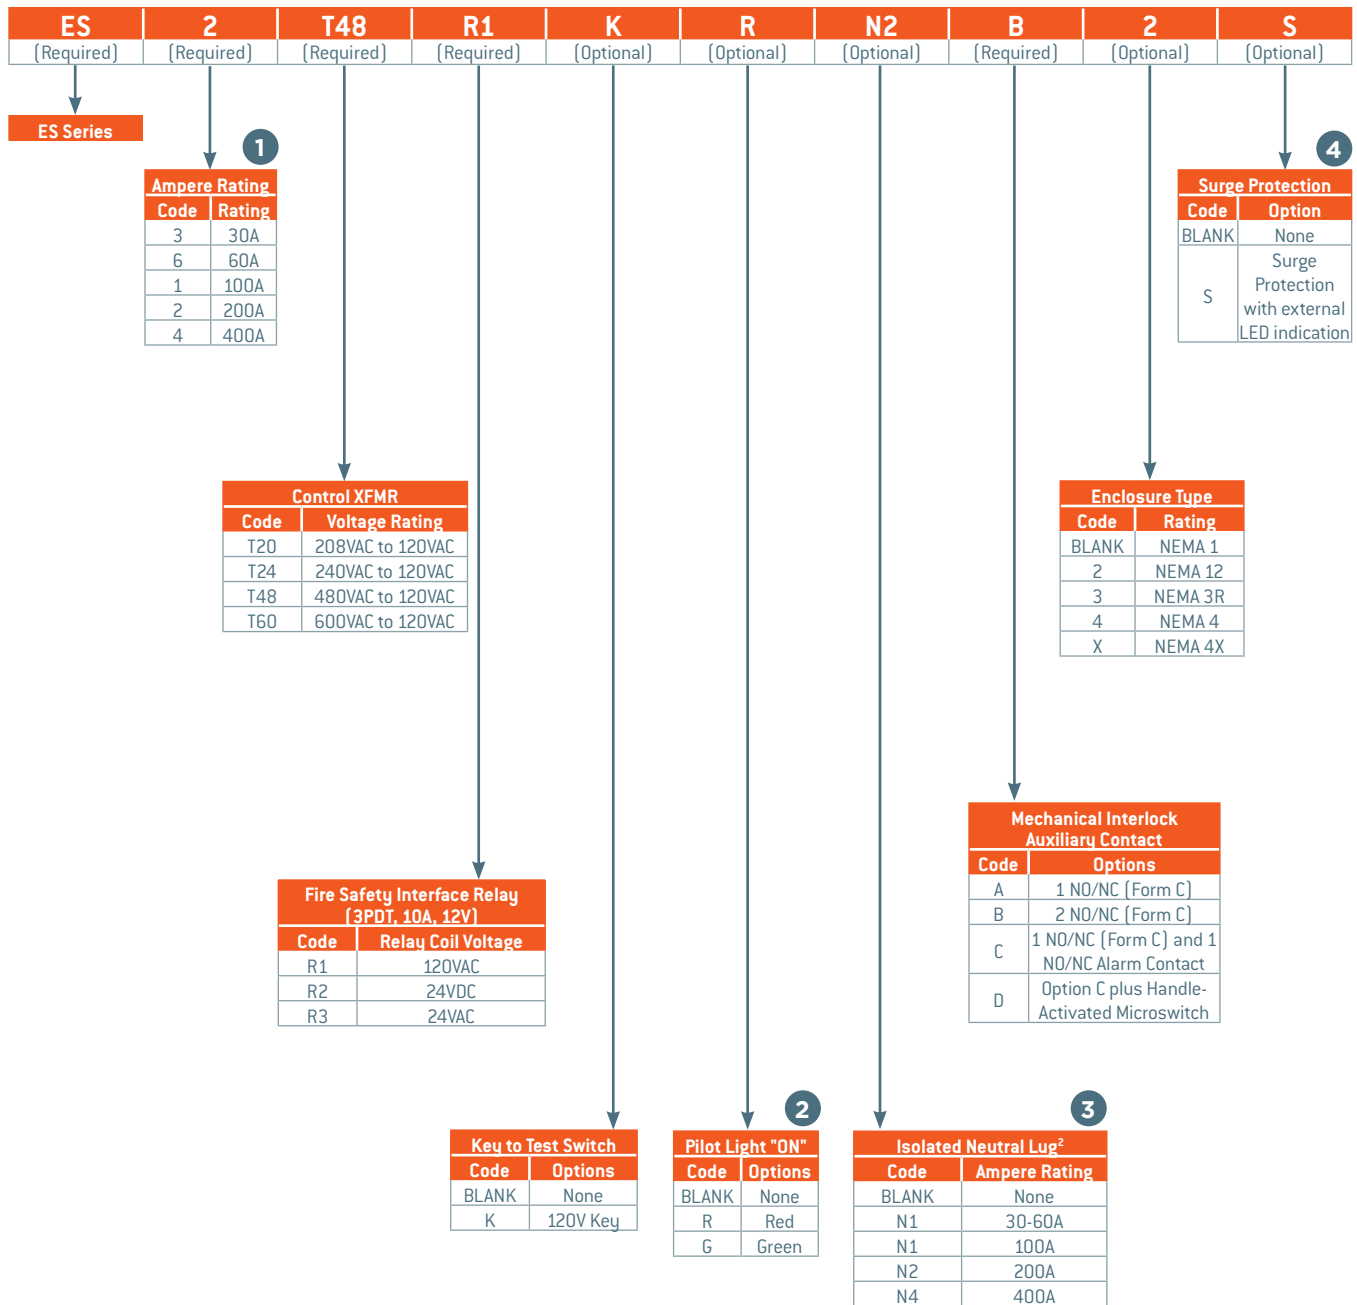 ES 2 T48 R1 K R N2 B 2 S
(Required) (Required) (Required) (Required) (Optional) (Optional) (Optional) (Required) (Optional) (Optional)
ES Series
1
Ampere Rating
Code Rating
3 30A
6 60A
1 100A
2 200A
4 400A
4
Surge Protection
Code Option
BLANK None
S Surge
Protection
with external
LED indication
Control XFMR
Code Voltage Rating
T20 208VAC to 120VAC
T24 240VAC to 120VAC
T48 480VAC to 120VAC
T60 600VAC to 120VAC
Enclosure Type
Code Rating
BLANK NEMA 1
2 NEMA 12
3 NEMA 3R
4 NEMA 4
X NEMA 4X
Mechanical Interlock
Auxiliary Contact
Code Options
A 1 NO/NC (Form C)
B 2 NO/NC (Form C)
C 1 NO/NC (Form C) and 1
NO/NC Alarm Contact
D Option C plus Handle-
Activated Microswitch
Fire Safety Interface Relay
(3PDT, 10A, 12V)
Code Relay Coil Voltage
R1 120VAC
R2 24VDC
R3 24VAC
Key to Test Switch
Code Options
BLANK None
K 120V Key
2
Pilot Light "ON"
Code Options
BLANK None
R Red
G Green
3
Isolated Neutral Lug²
Code Ampere Rating
BLANK None
N1 30-60A
N1 100A
N2 200A
N4 400A